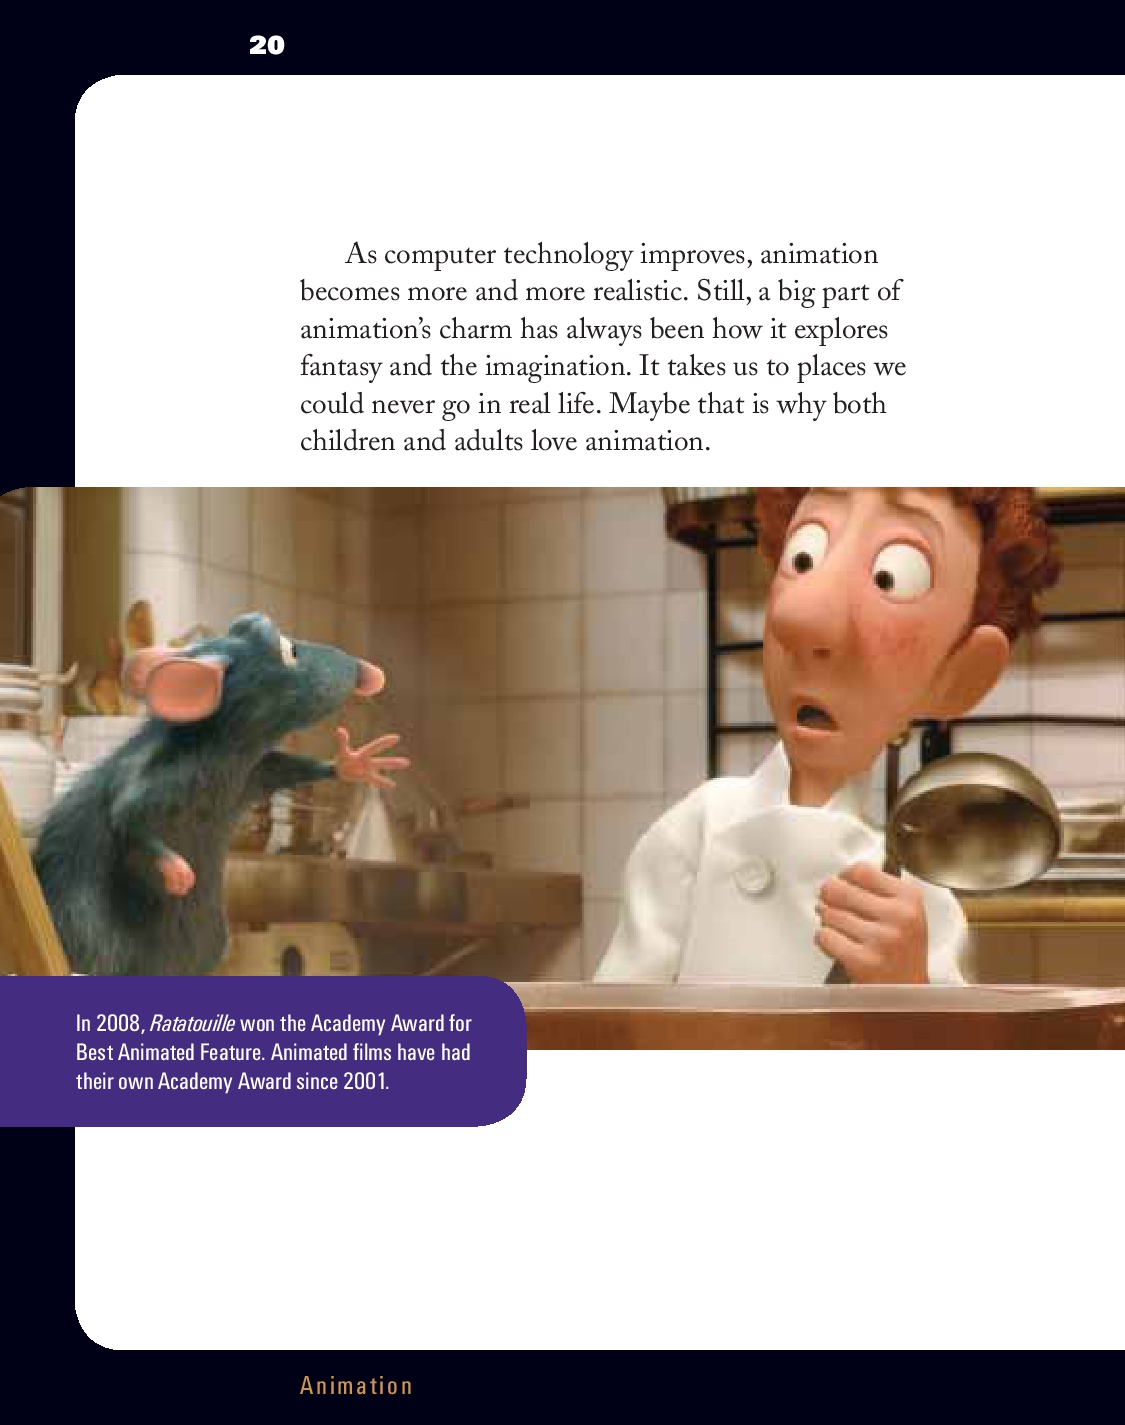 20
As computer technology improves, animation
becomes more and more realistic. Still, a big part of
animation’s charm has always been how it explores
fantasy and the imagination. It takes us to places we
could never go in real life. Maybe that is why both
children and adults love animation.
In 2008, Ratatouille won the Academy Award for
Best Animated Feature. Animated films have had
their own Academy Award since 2001.
Animation